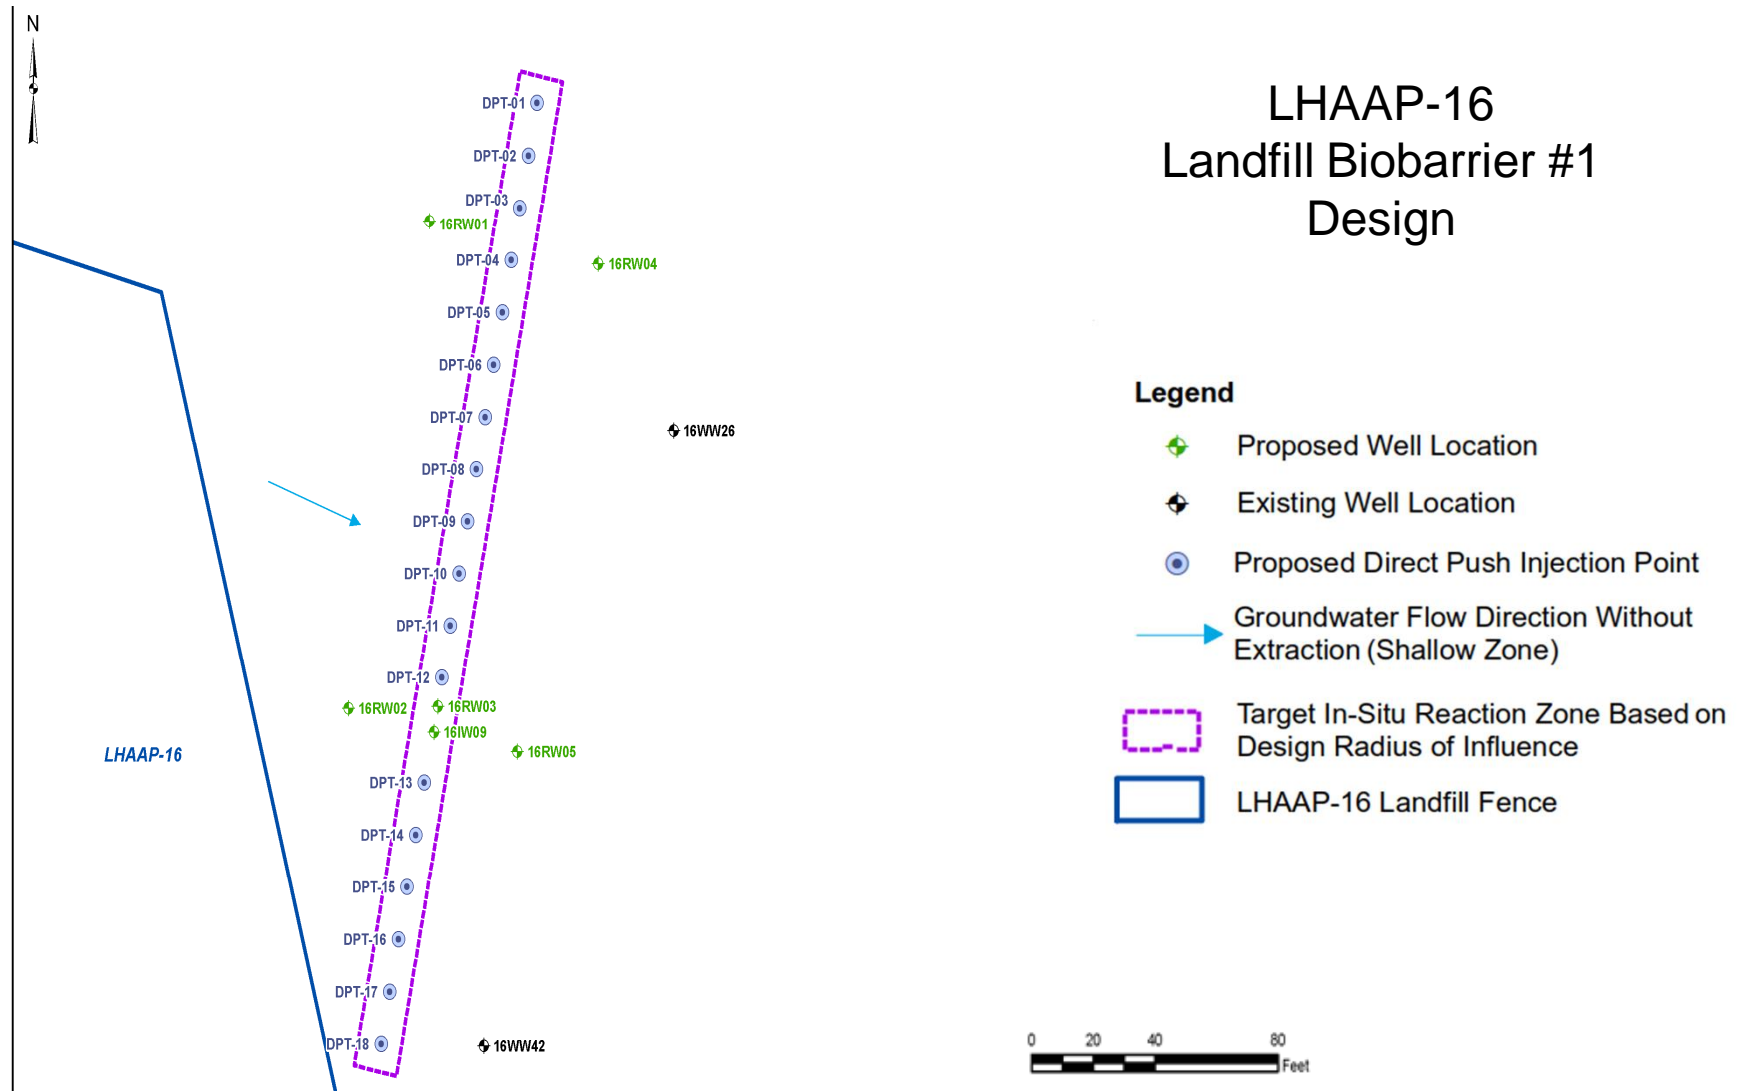 N
LHAAP-16
Landfill Biobarrier #1
Design
DPT-01
DPT-02
DPT-03
16RW01
DPT-04
16RW04
DPT-05
DPT-06
DPT-07
16WW26
DPT-08
DPT-09
DPT-10
DPT-11
DPT-12
16RW02
16RW03
16IW09
16RW05
LHAAP-16
DPT-13
DPT-14
DPT-15
DPT-16
DPT-17
DPT-18
16WW42
Legend
Proposed Well Location
Existing Well Location
Proposed Direct Push Injection Point
Groundwater Flow Direction Without
Extraction (Shallow Zone)
Target In-Situ Reaction Zone Based on
Design Radius of Influence
LHAAP-16 Landfill Fence
0 20 40 80
Feet